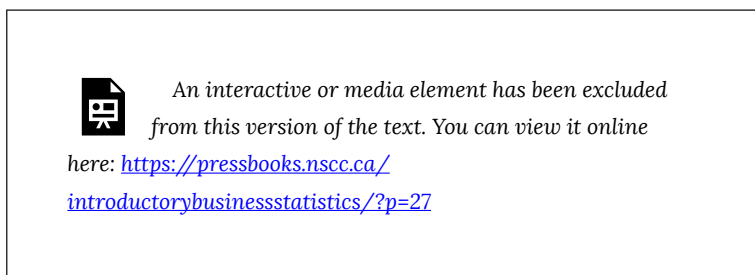 An interactive or media element has been excluded
from this version of the text. You can view it online
here: https://pressbooks.nscc.ca/
introductorybusinessstatistics/?p=27